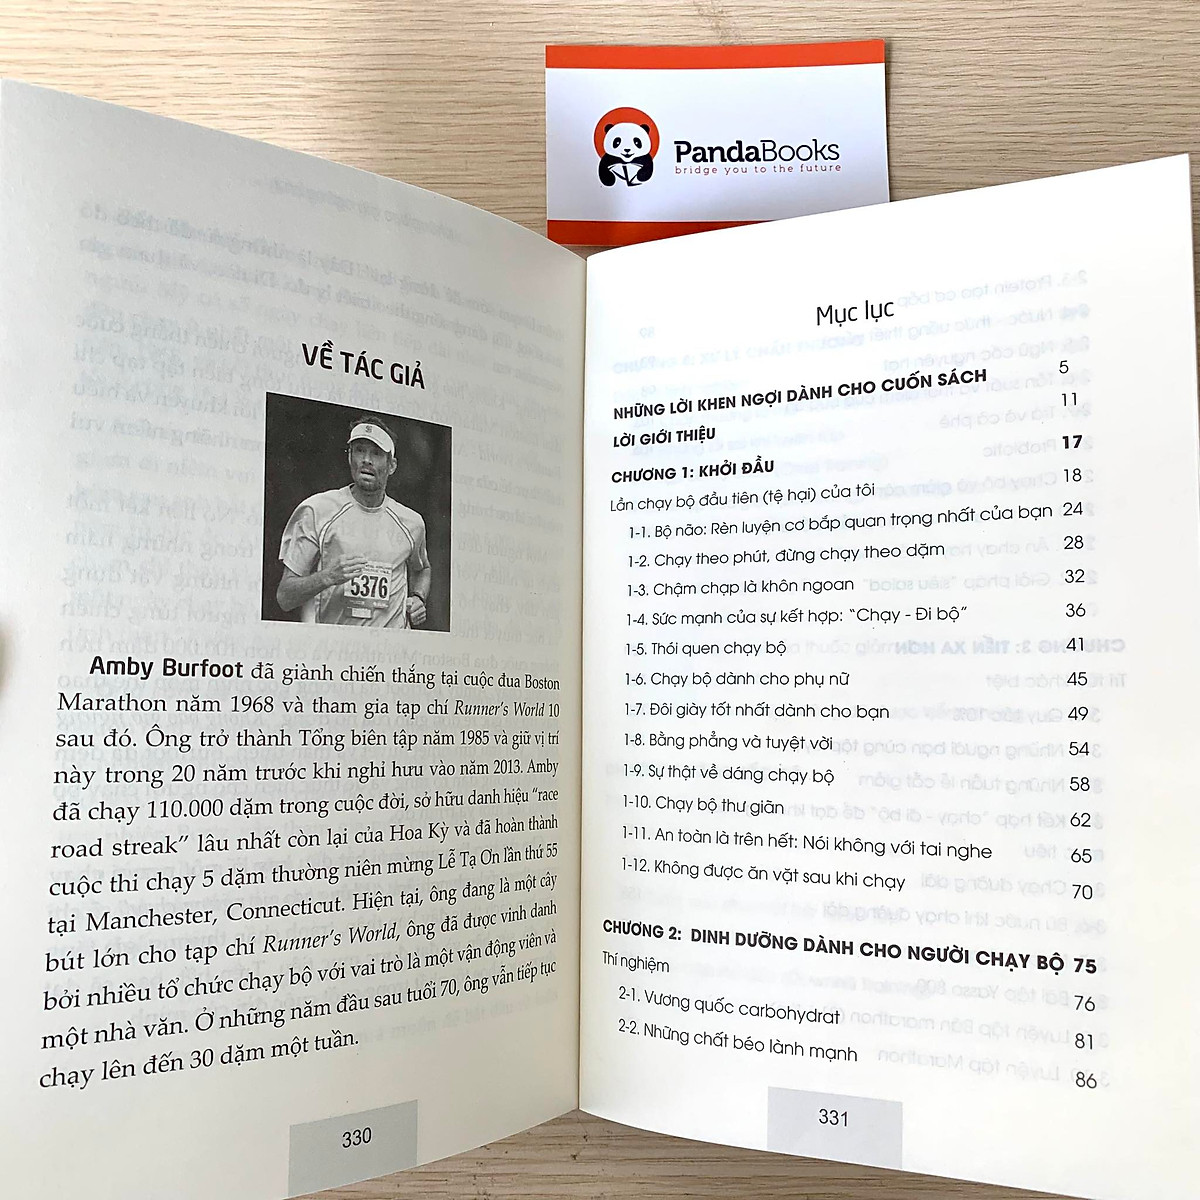 PandaBooks
bridge you to the future
VỀ TÁC GIẢ
5376
Amby Burfoot đã giành chiến thắng tại cuộc đua Boston
Marathon năm 1968 và tham gia tạp chí Runner's World 10
sau đó. Ông trở thành Tổng biên tập năm 1985 và giữ vị trí
này trong 20 năm trước khi nghỉ hưu vào năm 2013. Amby
đã chạy 110.000 dặm trong cuộc đời, sở hữu danh hiệu "race
road streak" lâu nhất còn lại của Hoa Kỳ và đã hoàn thành
cuộc thi chạy 5 dặm thường niên mừng Lễ Tạ Ơn lần thứ 55
tại Manchester, Connecticut. Hiện tại, ông đang là một cây
bút lớn cho tạp chí Runner's World, ông đã được vinh danh
bởi nhiều tổ chức chạy bộ với vai trò là một vận động viên và
một nhà văn. Ở những năm đầu sau tuổi 70, ông vẫn tiếp tục
chạy lên đến 30 dặm một tuần.
330
Mục lục
NHỮNG LỜI KHEN NGỢI DÀNH CHO CUỐN SÁCH 5
LỜI GIỚI THIỆU 11
CHƯƠNG 1: KHỞI ĐẦU 17
Lần chạy bộ đầu tiên (tệ hại) của tôi 18
1-1. Bộ não: Rèn luyện cơ bắp quan trọng nhất của bạn 24
1-2. Chạy theo phút, đừng chạy theo dặm 28
1-3. Chậm chạp là khôn ngoan 32
1-4. Sức mạnh của sự kết hợp: "Chạy - Đi bộ" 36
1-5. Thói quen chạy bộ 41
1-6. Chạy bộ dành cho phụ nữ 45
1-7. Đôi giày tốt nhất dành cho bạn 49
1-8. Bằng phẳng và tuyệt vời 54
1-9. Sự thật về dáng chạy bộ 58
1-10. Chạy bộ thư giãn 62
1-11. An toàn là trên hết: Nói không với tai nghe 65
1-12. Không được ăn vặt sau khi chạy 70
CHƯƠNG 2: DINH DƯỠNG DÀNH CHO NGƯỜI CHẠY BỘ 75
Thí nghiệm 76
2-1. Vương quốc carbohydrat 81
2-2. Những chất béo lành mạnh 86
331